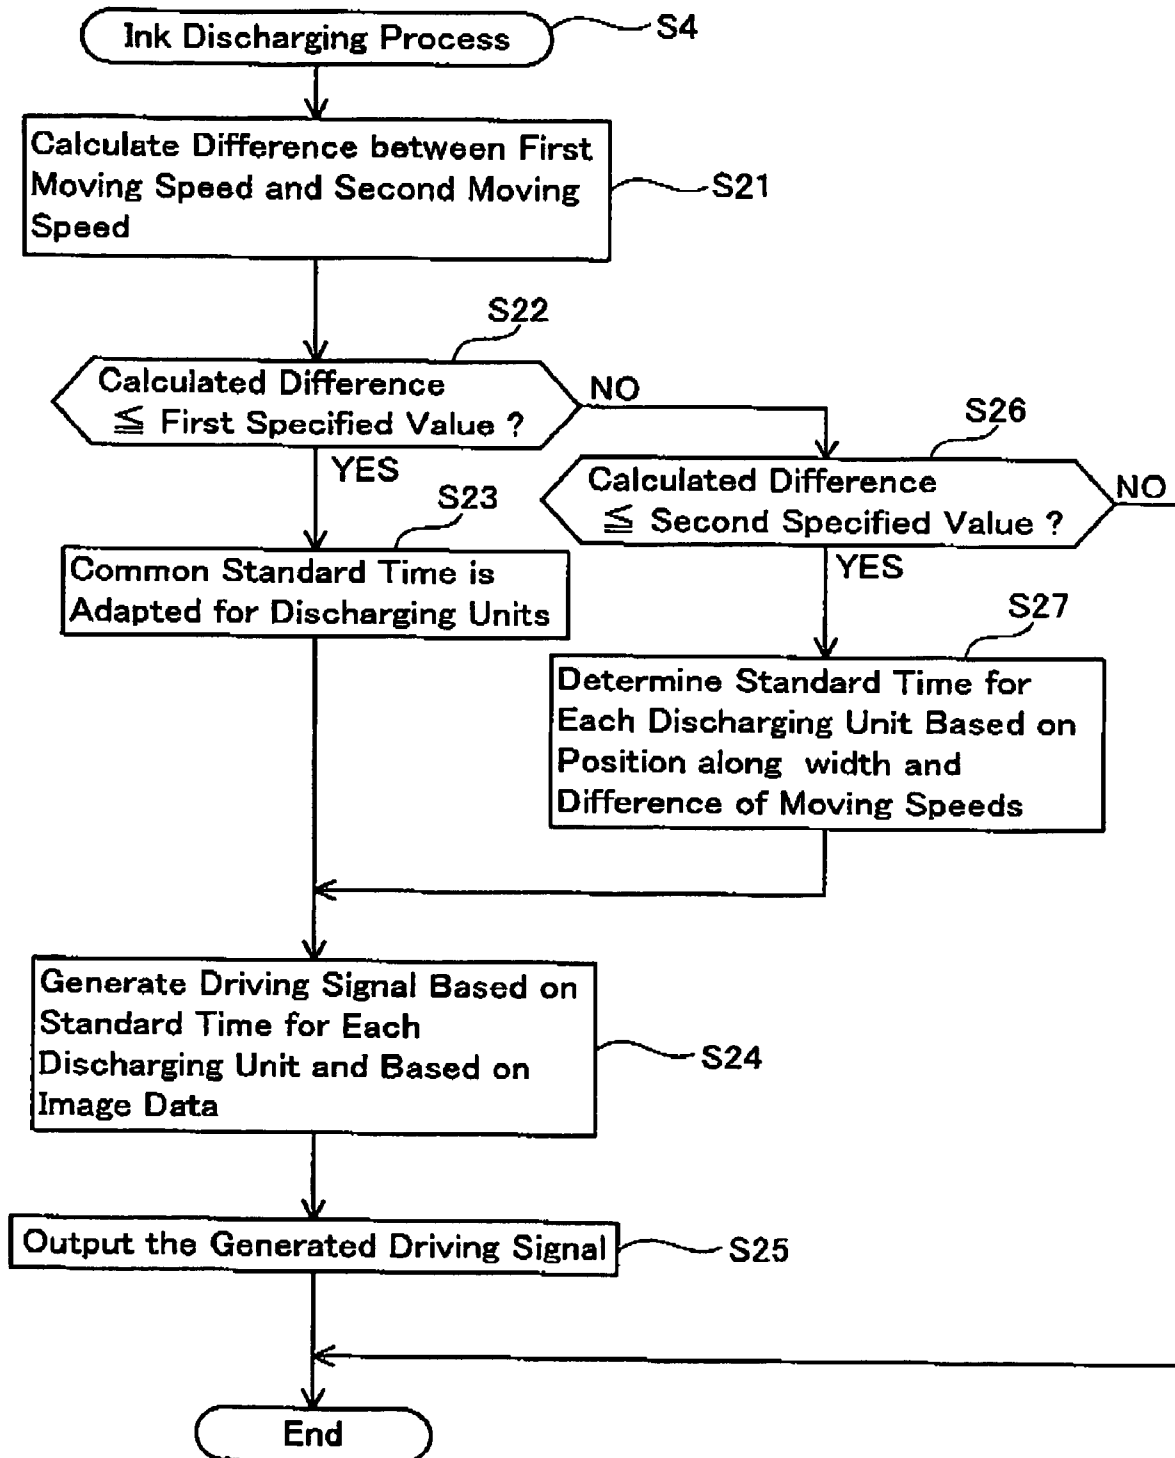 Ink Discharging Process
S4
Calculate Difference between First
Moving Speed and Second Moving
Speed
S21
S22
Calculated Difference
≦ First Specified Value ?
NO
YES
S26
Calculated Difference
≦ Second Specified Value ?
NO
YES
S23
Common Standard Time is
Adapted for Discharging Units
S27
Determine Standard Time for
Each Discharging Unit Based on
Position along width and
Difference of Moving Speeds
Generate Driving Signal Based on
Standard Time for Each
Discharging Unit and Based on
Image Data
S24
Output the Generated Driving Signal
S25
End